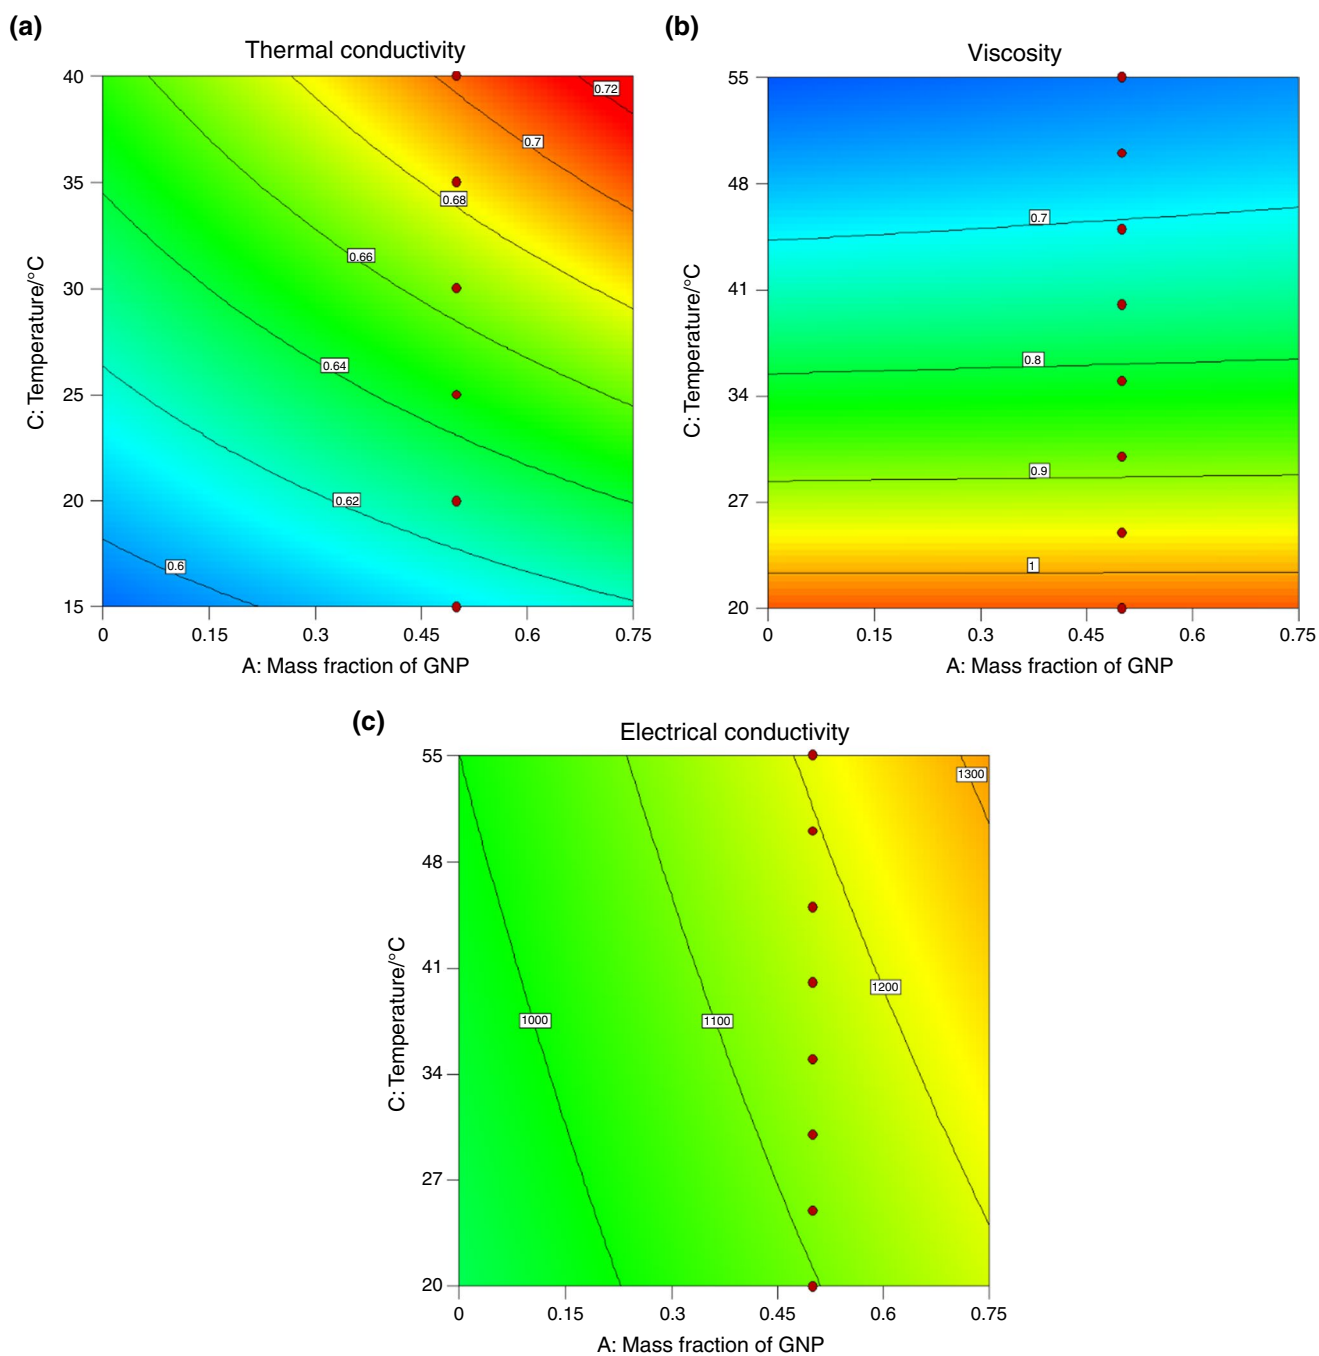 (a)
Thermal conductivity
40
35
30
25
20
15
C: Temperature/°C
0.72
0.7
0.68
0.66
0.64
0.62
0.6
0 0.15 0.3 0.45 0.6 0.75
A: Mass fraction of GNP
(b)
Viscosity
55
48
41
34
27
20
C: Temperature/°C
0.7
0.8
0.9
1
0 0.15 0.3 0.45 0.6 0.75
A: Mass fraction of GNP
(c)
Electrical conductivity
55
48
41
34
27
20
C: Temperature/°C
1300
1200
1000 1100
0 0.15 0.3 0.45 0.6 0.75
A: Mass fraction of GNP